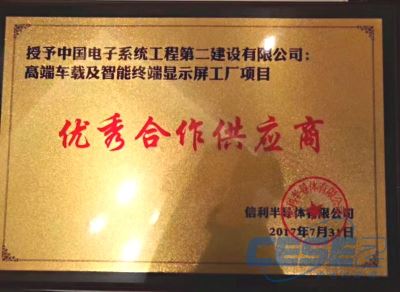 授予中国电子系统工程第二建设有限公司:
高端车载及智能终端显示屏工厂项目
优秀合作供应商
信利半导体有限公司
2017年7月31日